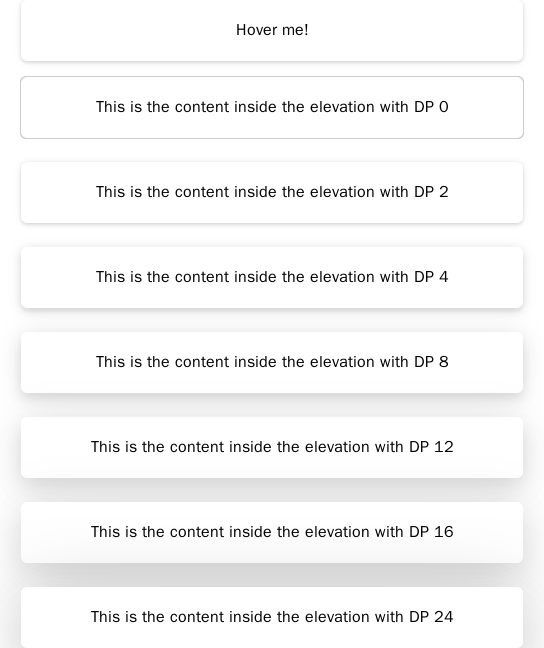 Hover me!
This is the content inside the elevation with DP 0
This is the content inside the elevation with DP 2
This is the content inside the elevation with DP 4
This is the content inside the elevation with DP 8
This is the content inside the elevation with DP 12
This is the content inside the elevation with DP 16
This is the content inside the elevation with DP 24